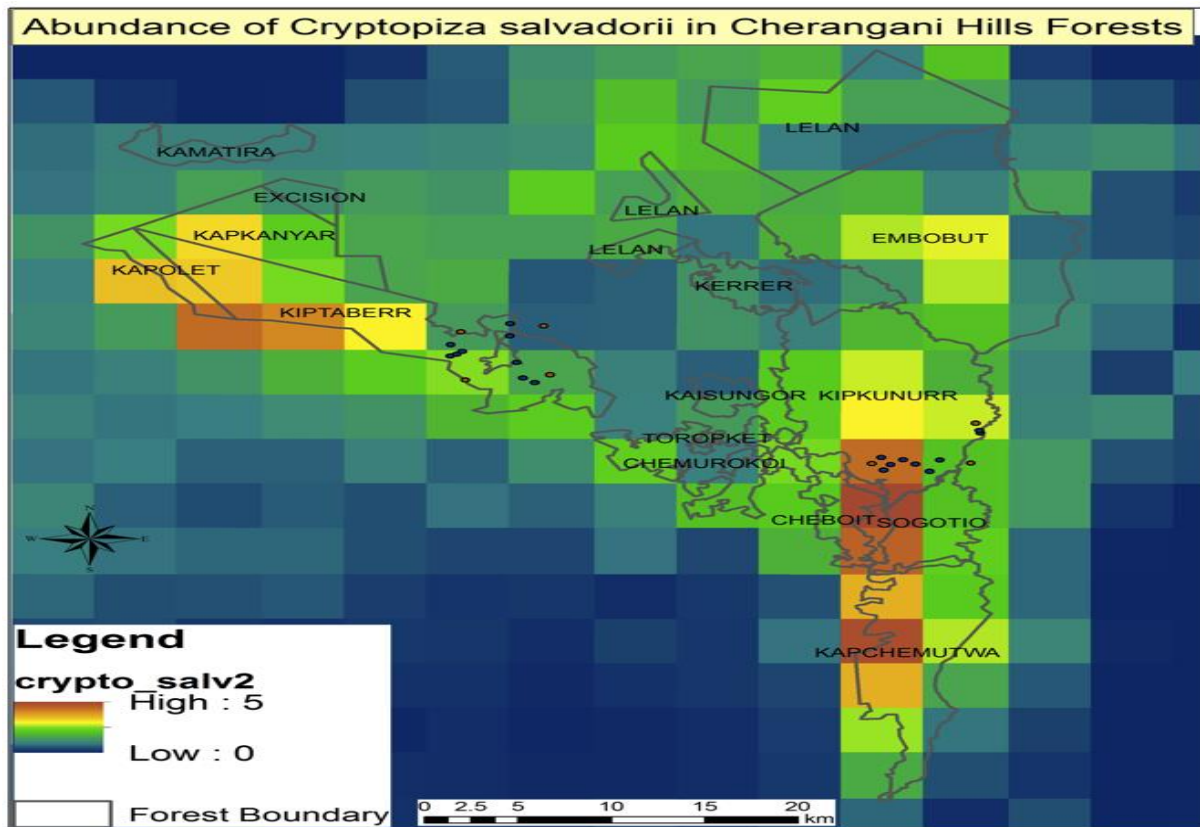 Abundance of Cryptopiza salvadorii in Cherangani Hills Forests
LELAN
KAMATIRA
EXCISION
LELAN
KAPKANYAR
EMBOBUT
LELAN
KAPOLET
KERRER
KIPTABERR
KAISUNGOR KIPKUNURR
TOROPKET
CHEMUROKOI
CHEBOIT SOGOTIO
N
W E
S
KAPCHEMUTWA
Legend
crypto_salv2
High : 5
Low : 0
Forest Boundary
0 2.5 5 10 15 20
km